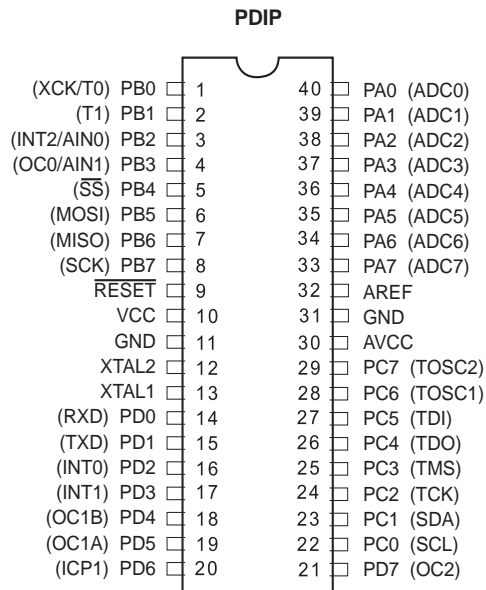 PDIP
(XCK/T0) PB0 1 40 PA0 (ADC0)
(T1) PB1 2 39 PA1 (ADC1)
(INT2/AIN0) PB2 3 38 PA2 (ADC2)
(OC0/AIN1) PB3 4 37 PA3 (ADC3)
(S̅S̅) PB4 5 36 PA4 (ADC4)
(MOSI) PB5 6 35 PA5 (ADC5)
(MISO) PB6 7 34 PA6 (ADC6)
(SCK) PB7 8 33 PA7 (ADC7)
R̅E̅S̅E̅T̅ 9 32 AREF
VCC 10 31 GND
GND 11 30 AVCC
XTAL2 12 29 PC7 (TOSC2)
XTAL1 13 28 PC6 (TOSC1)
(RXD) PD0 14 27 PC5 (TDI)
(TXD) PD1 15 26 PC4 (TDO)
(INT0) PD2 16 25 PC3 (TMS)
(INT1) PD3 17 24 PC2 (TCK)
(OC1B) PD4 18 23 PC1 (SDA)
(OC1A) PD5 19 22 PC0 (SCL)
(ICP1) PD6 20 21 PD7 (OC2)